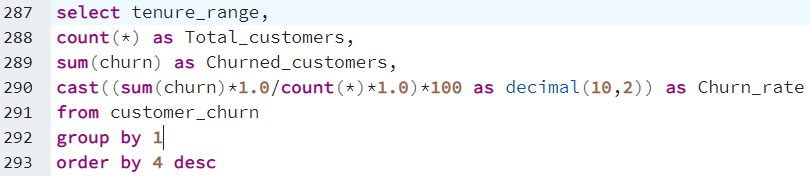 287 select tenure_range,
288 count(*) as Total_customers,
289 sum(churn) as Churned_customers,
290 cast((sum(churn)*1.0/count(*)*1.0)*100 as decimal(10,2)) as Churn_rate
291 from customer_churn
292 group by 1
293 order by 4 desc